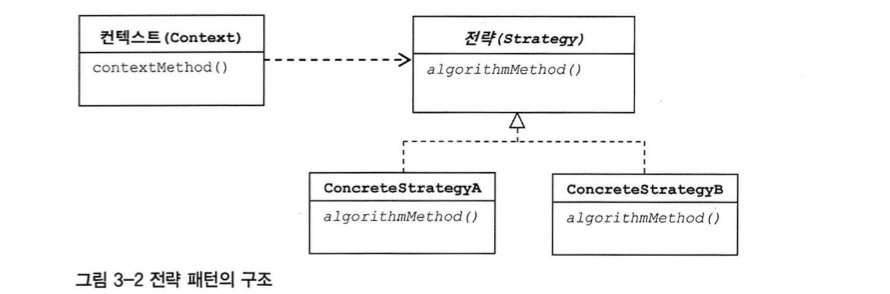 컨텍스트(Context)
contextMethod()
전략(Strategy)
algorithmMethod()
ConcreteStrategyA
algorithmMethod()
ConcreteStrategyB
algorithmMethod()
그림 3-2 전략 패턴의 구조